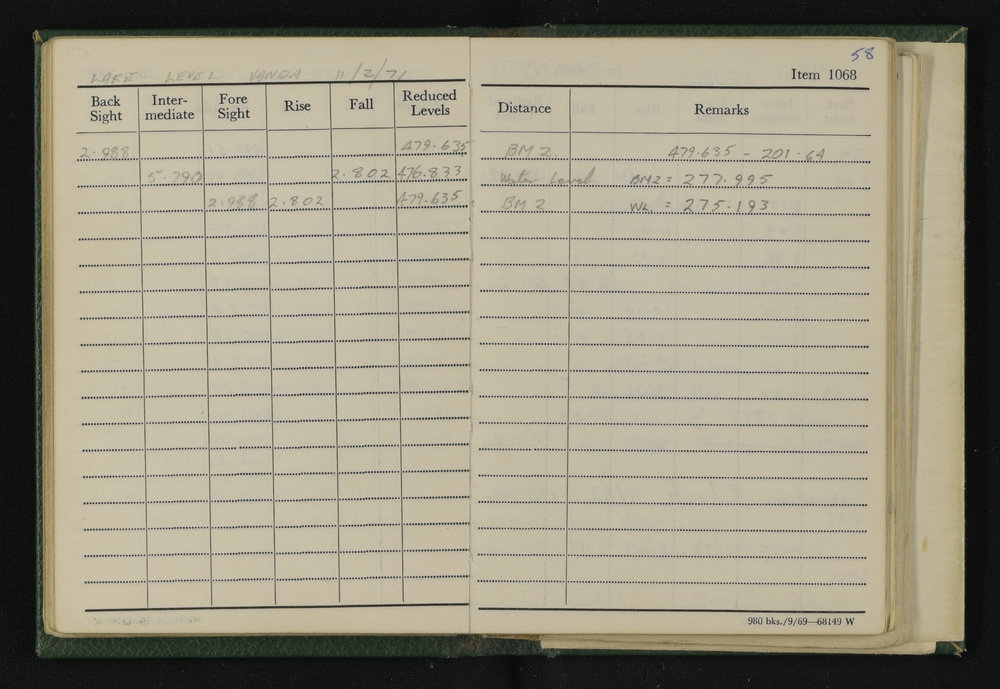 58
LAKE LEVEL VANDA 11/2/71
Item 1068
Back Sight Inter-mediate Fore Sight Rise Fall Reduced Levels Distance Remarks
2.988 479.635 BM 2 479.635 - 201.64
5.790 2.802 476.833 Water Level BM2 = 277.995
2.988 2.802 479.635 BM 2 WL = 275.193
980 bks./9/69—68149 W